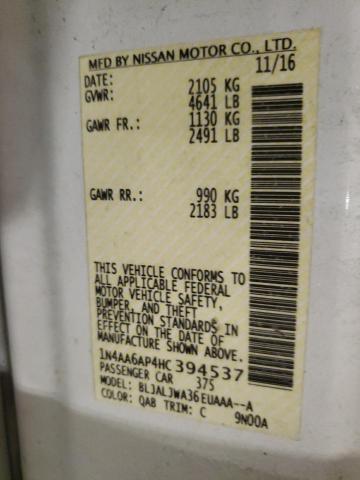 MFD BY NISSAN MOTOR CO., LTD.
DATE: 11/16
GVWR: 2105 KG
4641 LB
GAWR FR.: 1130 KG
2491 LB
GAWR RR.: 990 KG
2183 LB
THIS VEHICLE CONFORMS TO
ALL APPLICABLE FEDERAL
MOTOR VEHICLE SAFETY,
BUMPER, AND THEFT
PREVENTION STANDARDS IN
EFFECT ON THE DATE OF
MANUFACTURE SHOWN ABOVE.
1N4AA6AP4HC394537
PASSENGER CAR 375
MODEL: BLJALJWA36EUAAA--A
COLOR: QAB TRIM: C 9N00A